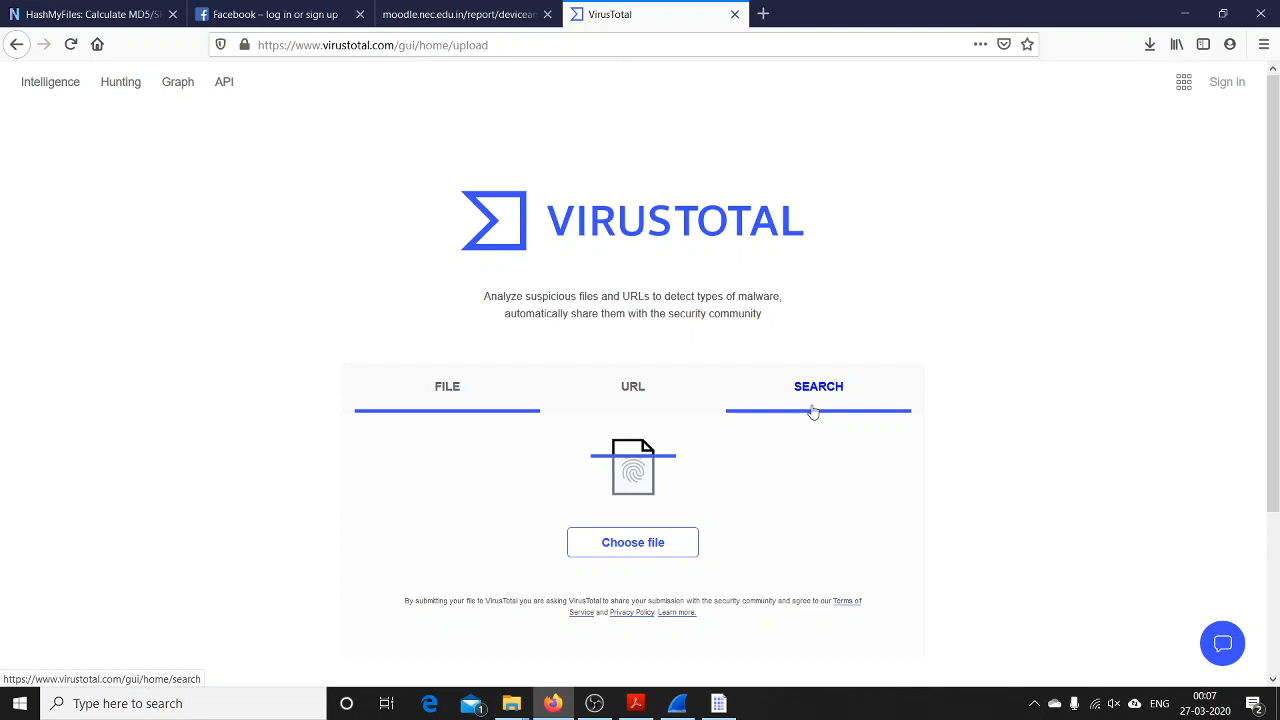 HashMyFiles: Calculate MD5/SH
Facebook – log in or sign up
moodle.nec.edu.in/report/devicean
VirusTotal
https://www.virustotal.com/gui/home/upload
Intelligence
Hunting
Graph
API
Sign in
VIRUSTOTAL
Analyze suspicious files and URLs to detect types of malware,
automatically share them with the security community
FILE
URL
SEARCH
Choose file
By submitting your file to VirusTotal you are asking VirusTotal to share your submission with the security community and agree to our Terms of
Service and Privacy Policy. Learn more.
https://www.virustotal.com/gui/home/search
Type here to search
1
ENG
00:07
27-03-2020
2